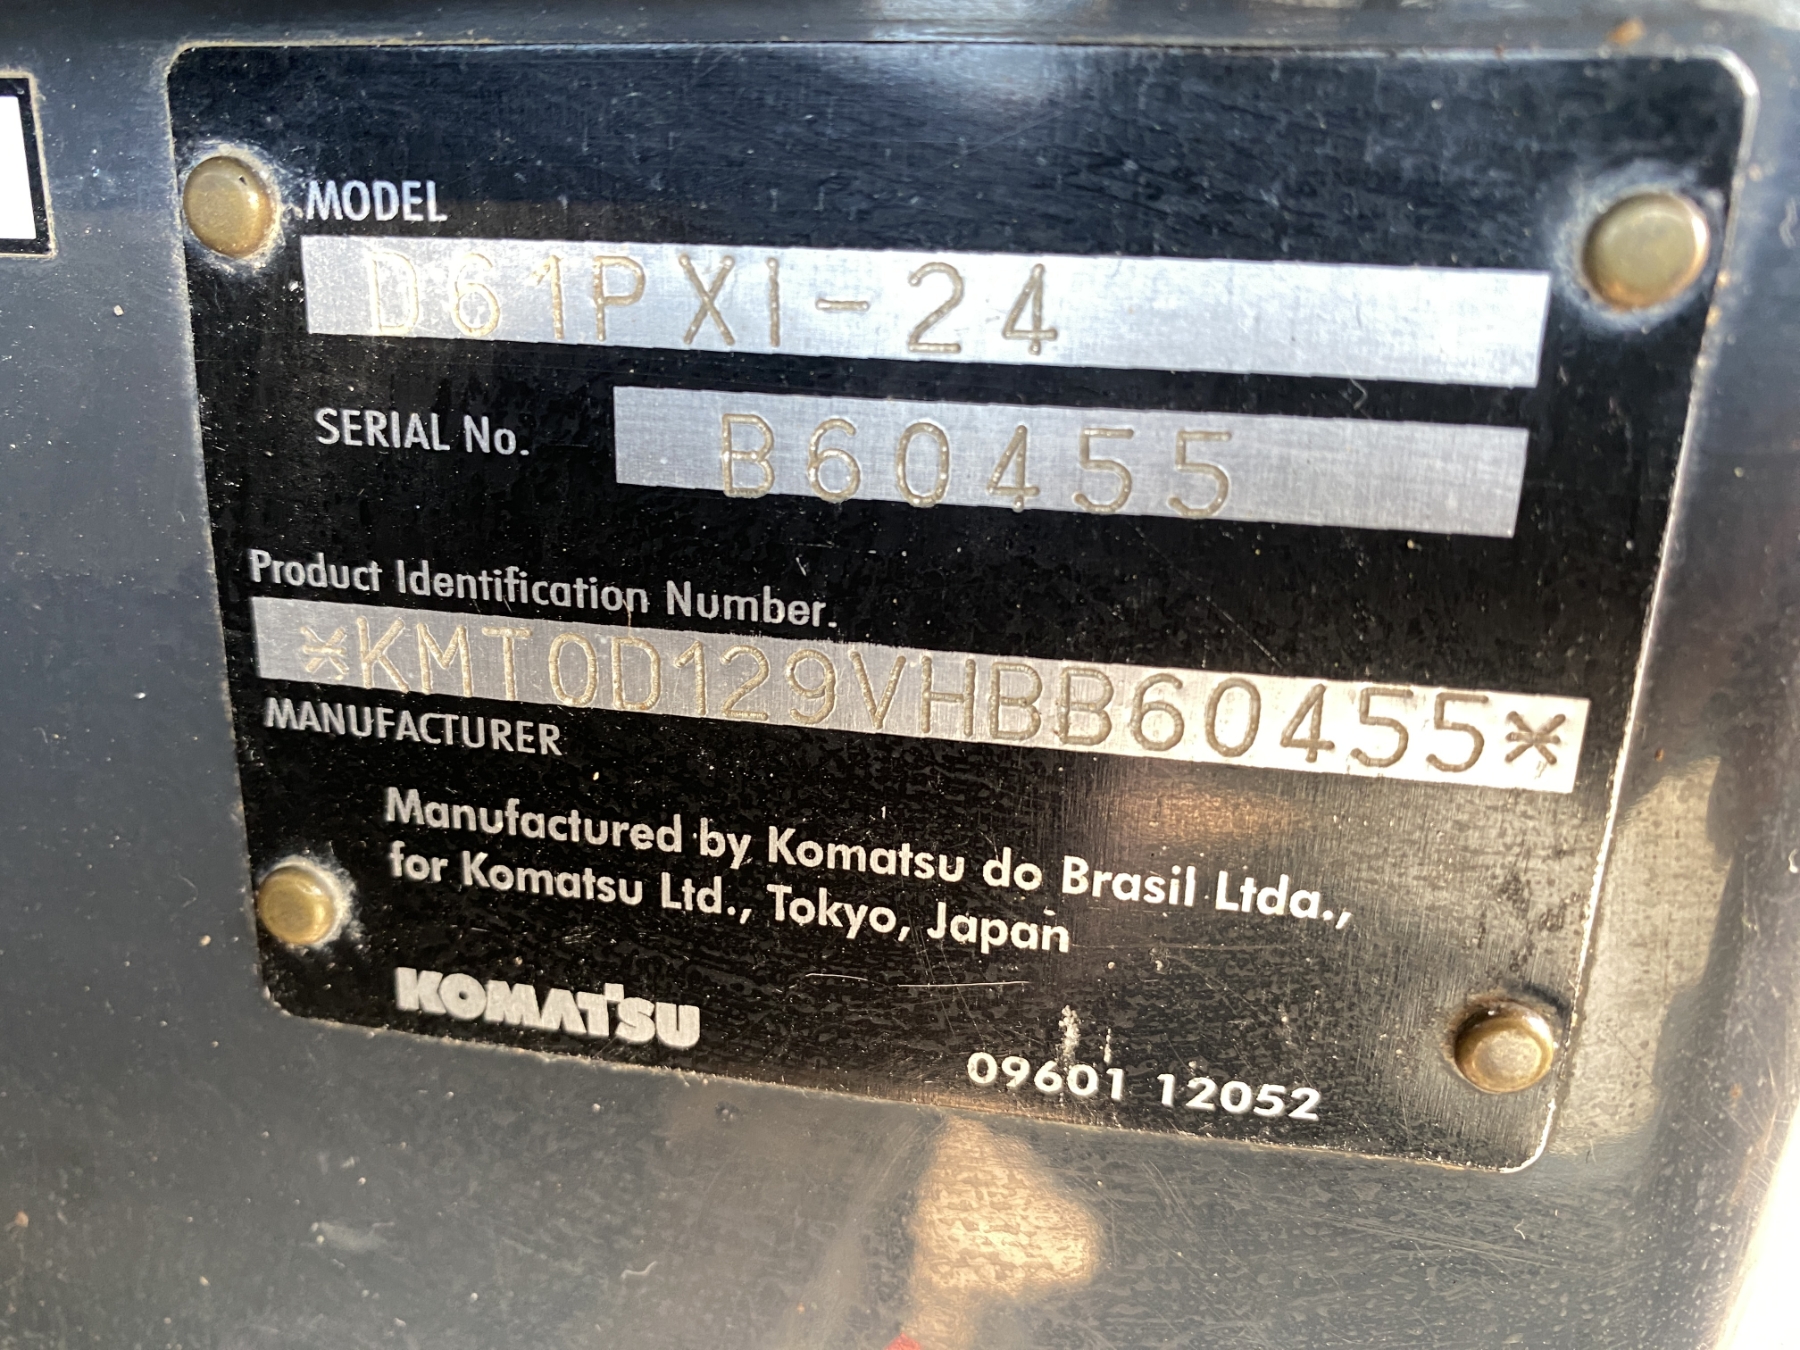 MODEL
D61PXI-24
SERIAL No. B60455
Product Identification Number.
*KMT0D129VHBB60455*
MANUFACTURER
Manufactured by Komatsu do Brasil Ltda.,
for Komatsu Ltd., Tokyo, Japan
KOMATSU
09601 12052